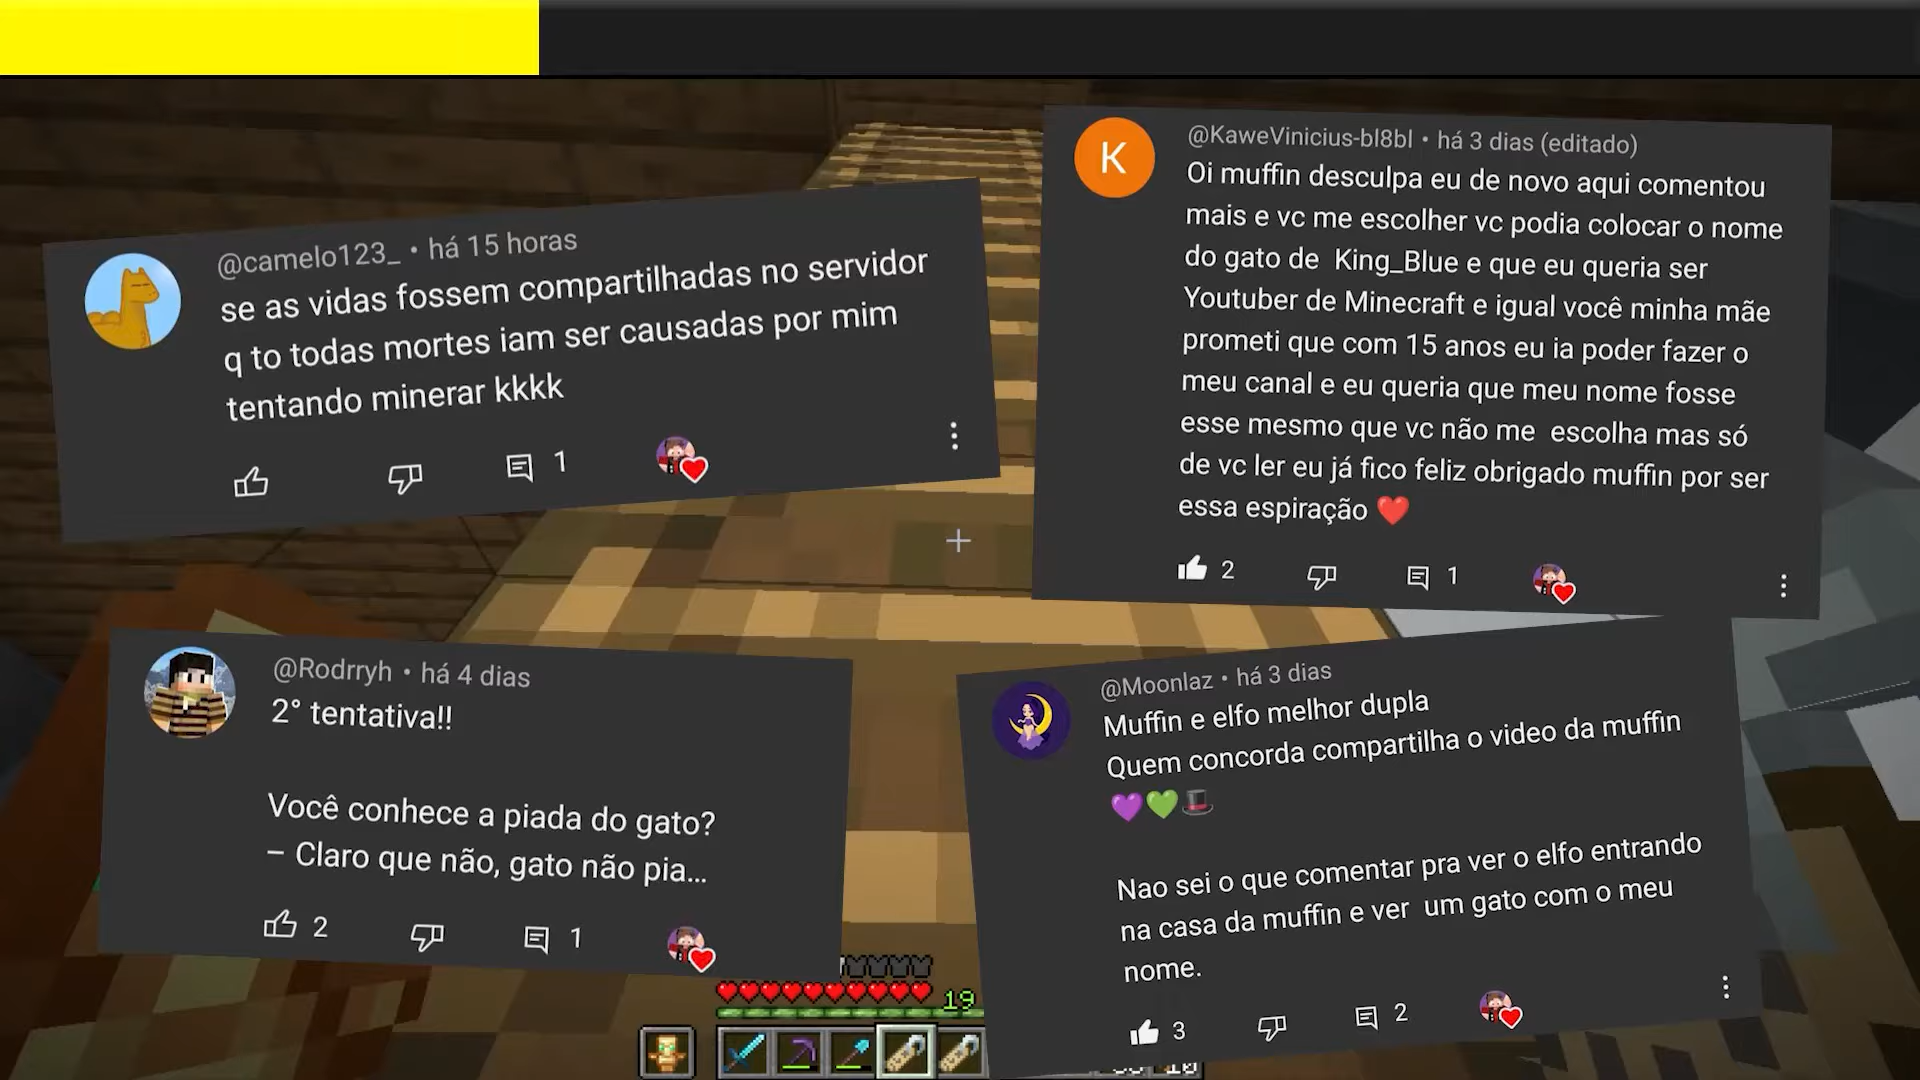 @camelo123_ • há 15 horas
se as vidas fossem compartilhadas no servidor
q to todas mortes iam ser causadas por mim
tentando minerar kkkk
1
K
@KaweVinicius-bl8bl • há 3 dias (editado)
Oi muffin desculpa eu de novo aqui comentou
mais e vc me escolher vc podia colocar o nome
do gato de King_Blue e que eu queria ser
Youtuber de Minecraft e igual você minha mãe
prometi que com 15 anos eu ia poder fazer o
meu canal e eu queria que meu nome fosse
esse mesmo que vc não me escolha mas só
de vc ler eu já fico feliz obrigado muffin por ser
essa espiração ❤️
2 1
@Rodrryh • há 4 dias
2° tentativa!!
Você conhece a piada do gato?
– Claro que não, gato não pia...
2 1
@Moonlaz • há 3 dias
Muffin e elfo melhor dupla
Quem concorda compartilha o video da muffin
💜💚🎩
Nao sei o que comentar pra ver o elfo entrando
na casa da muffin e ver um gato com o meu
nome.
3 2
19